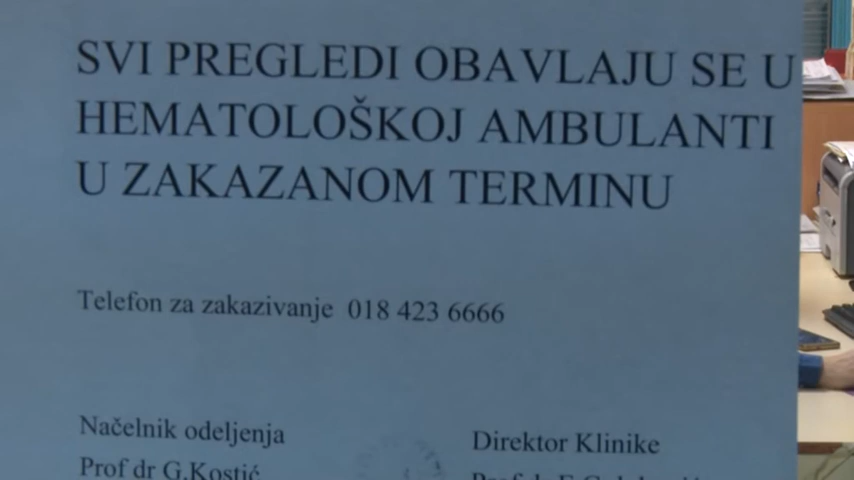 SVI PREGLEDI OBAVLAJU SE U
HEMATOLOŠKOJ AMBULANTI
U ZAKAZANOM TERMINU
Telefon za zakazivanje 018 423 6666
Načelnik odeljenja
Direktor Klinike
Prof dr G.Kostić